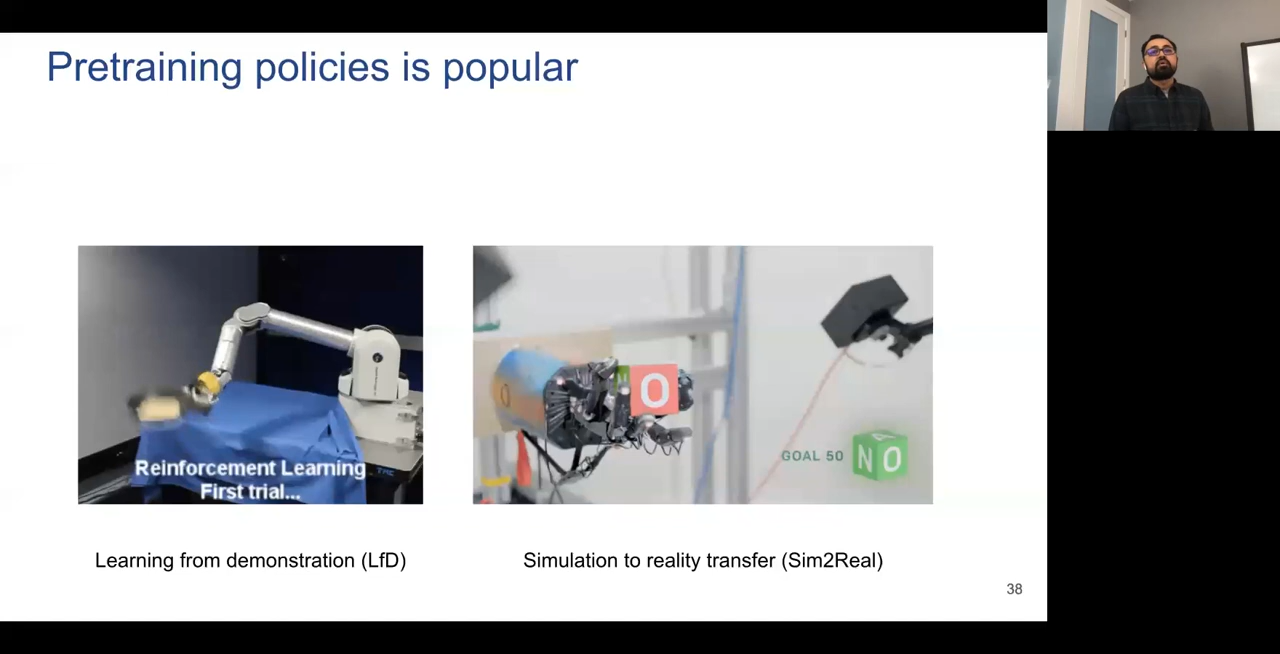 Pretraining policies is popular
Reinforcement Learning
First trial...
O
GOAL 50
N O
Learning from demonstration (LfD)
Simulation to reality transfer (Sim2Real)
38